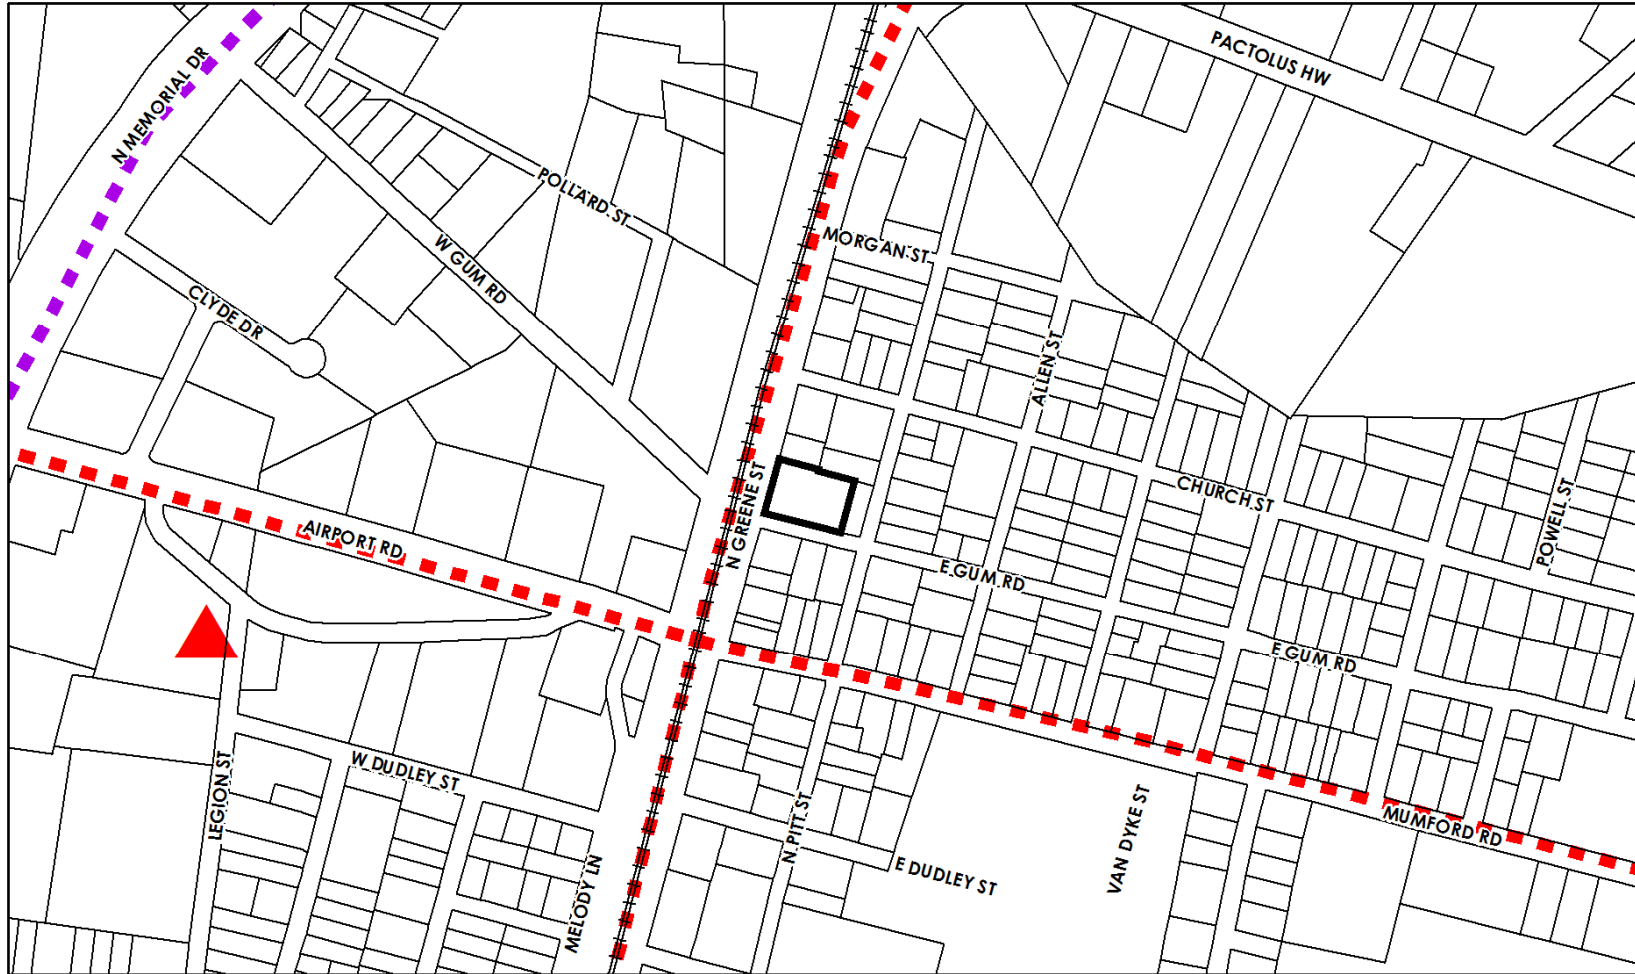 PACTOLUS HW
N MEMORIAL DR
POLLARD ST
MORGAN ST
W GUM RD
CLYDE DR
ALLEN ST
CHURCH ST
POWELL ST
N GREENE ST
AIRPORT RD
E GUM RD
E GUM RD
W DUDLEY ST
LEGION ST
N PITT ST
VAN DYKE ST
MUMFORD RD
E DUDLEY ST
MELODY LN